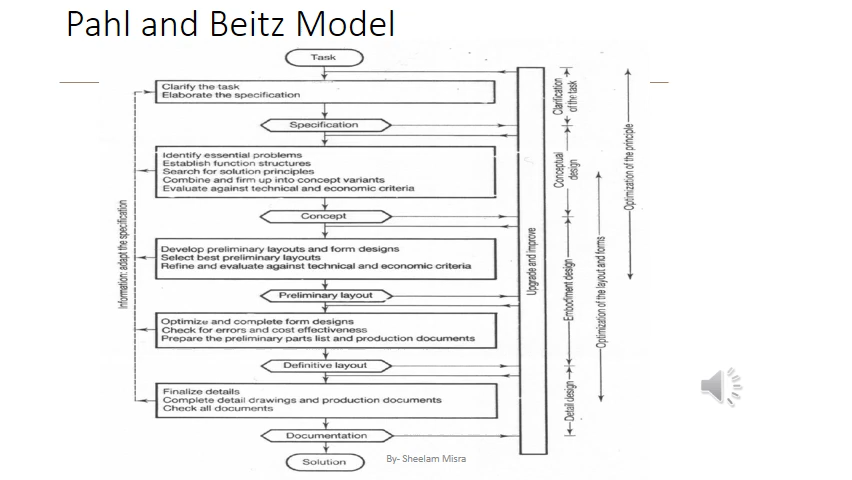 Pahl and Beitz Model
Task
Clarify the task
Elaborate the specification
Specification
Identify essential problems
Establish function structures
Search for solution principles
Combine and firm up into concept variants
Evaluate against technical and economic criteria
Concept
Develop preliminary layouts and form designs
Select best preliminary layouts
Refine and evaluate against technical and economic criteria
Preliminary layout
Optimize and complete form designs
Check for errors and cost effectiveness
Prepare the preliminary parts list and production documents
Definitive layout
Finalize details
Complete detail drawings and production documents
Check all documents
Documentation
Solution
Information: adapt the specification
Upgrade and improve
Clarification
of the task
Conceptual
design
Embodiment design
Detail design
Optimization of the layout and forms
Optimization of the principle
By- Sheelam Misra